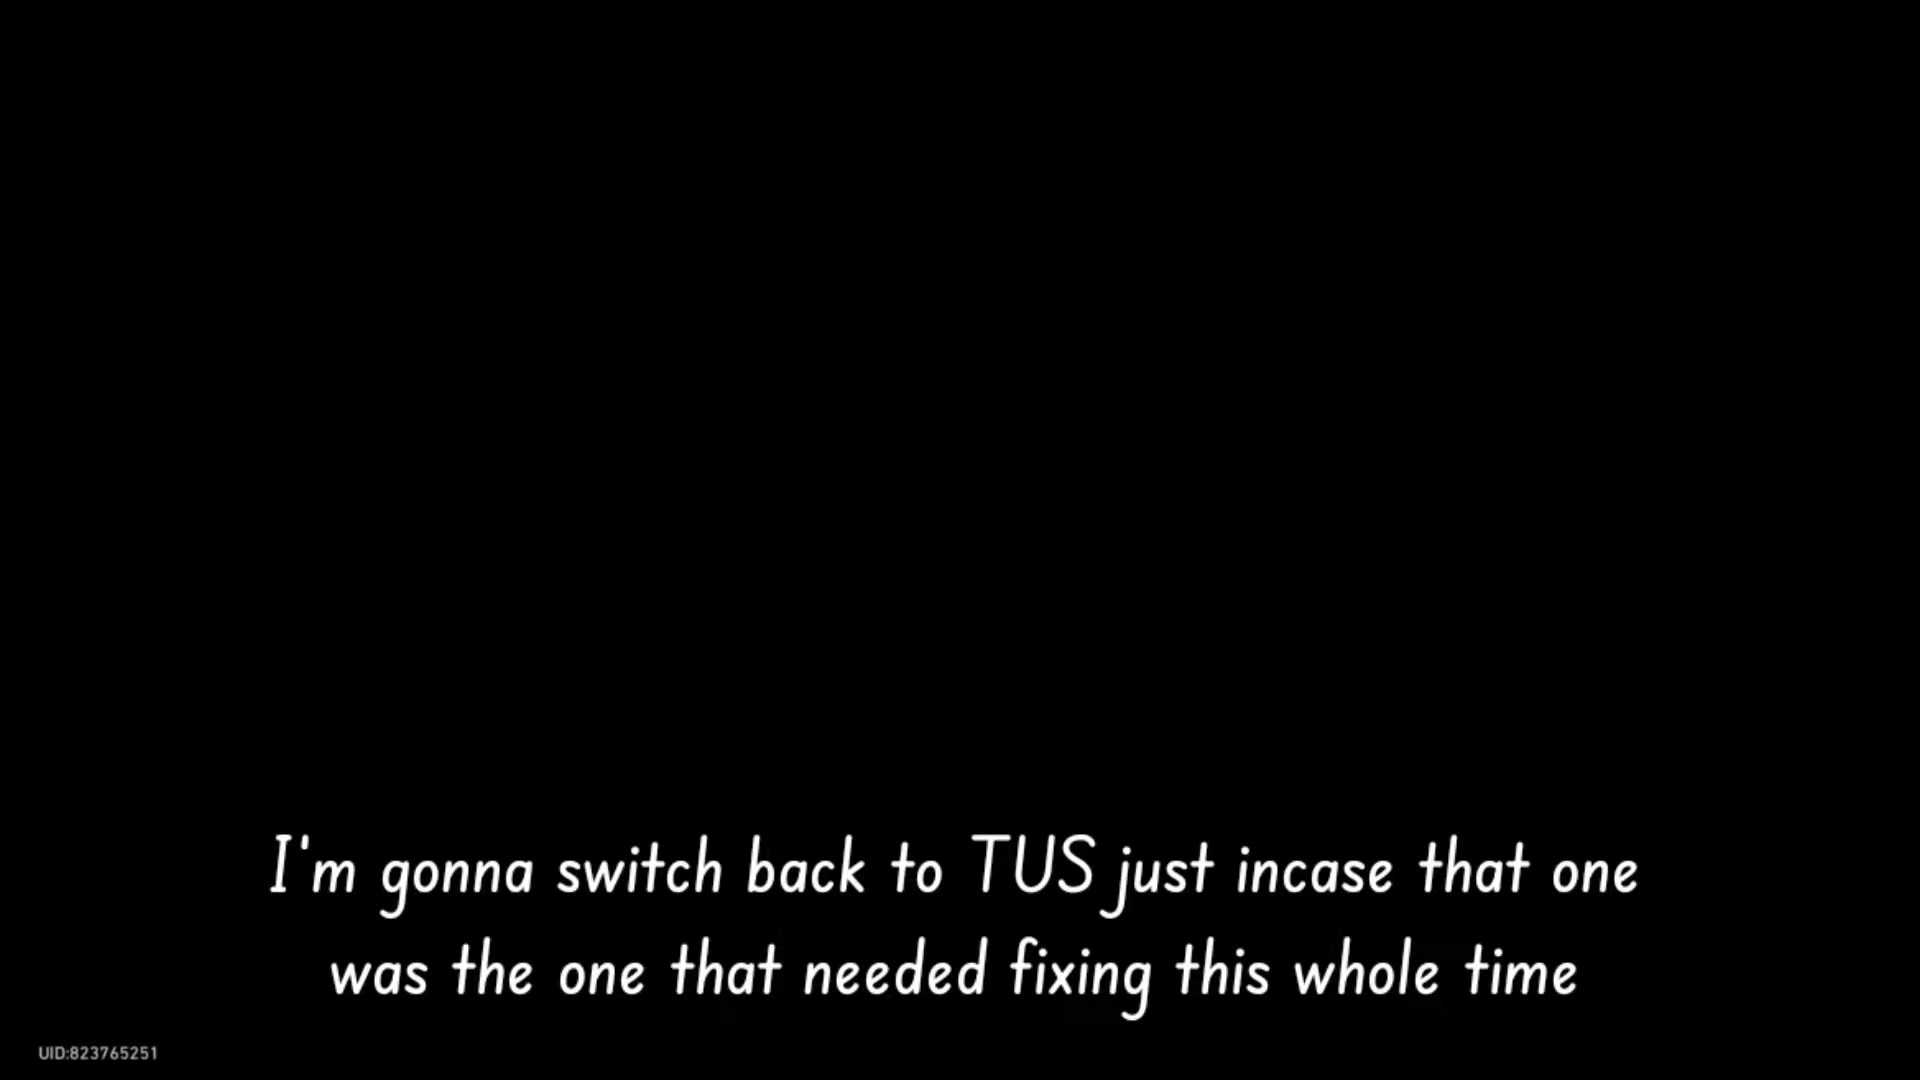 I'm gonna switch back to TUS just incase that one
was the one that needed fixing this whole time
UID:823765251